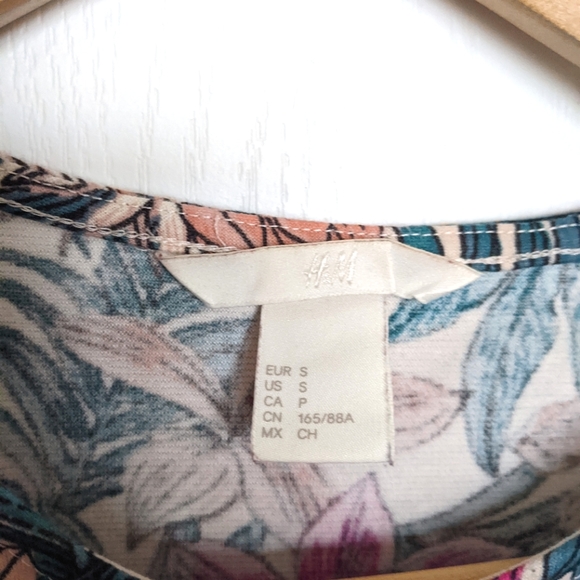 H&M
EUR S
US S
CA P
CN 165/88A
MX CH